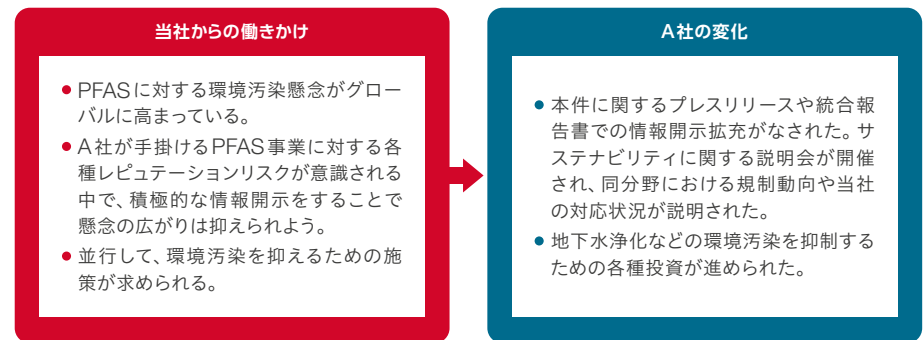 当社からの働きかけ
● PFASに対する環境汚染懸念がグロー
バルに高まっている。
● A社が手掛けるPFAS事業に対する各
種レピュテーションリスクが意識される
中で、積極的な情報開示をすることで
懸念の広がりは抑えられよう。
● 並行して、環境汚染を抑えるための施
策が求められる。
A社の変化
● 本件に関するプレスリリースや統合報
告書での情報開示拡充がなされた。サ
ステナビリティに関する説明会が開催
され、同分野における規制動向や当社
の対応状況が説明された。
● 地下水浄化などの環境汚染を抑制する
ための各種投資が進められた。